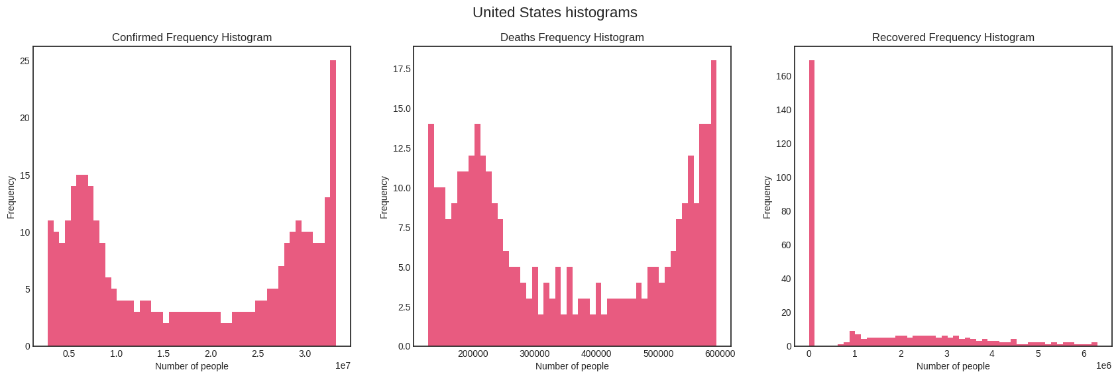 United States histograms
Confirmed Frequency Histogram
Frequency
25
20
15
10
5
0
0.5 1.0 1.5 2.0 2.5 3.0
1e7
Number of people
Deaths Frequency Histogram
Frequency
17.5
15.0
12.5
10.0
7.5
5.0
2.5
0.0
200000 300000 400000 500000 600000
Number of people
Recovered Frequency Histogram
Frequency
160
140
120
100
80
60
40
20
0
0 1 2 3 4 5 6
1e6
Number of people